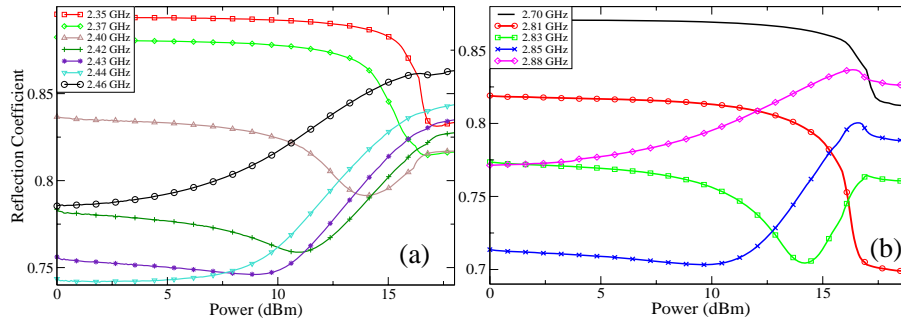 2.35 GHz
2.37 GHz
2.40 GHz
2.42 GHz
2.43 GHz
2.44 GHz
2.46 GHz
0.85
0.8
0.75
Reflection Coefficient
0
5
10
15
Power (dBm)
(a)
2.70 GHz
2.81 GHz
2.83 GHz
2.85 GHz
2.88 GHz
0.85
0.8
0.75
0.7
0
5
10
15
Power (dBm)
(b)